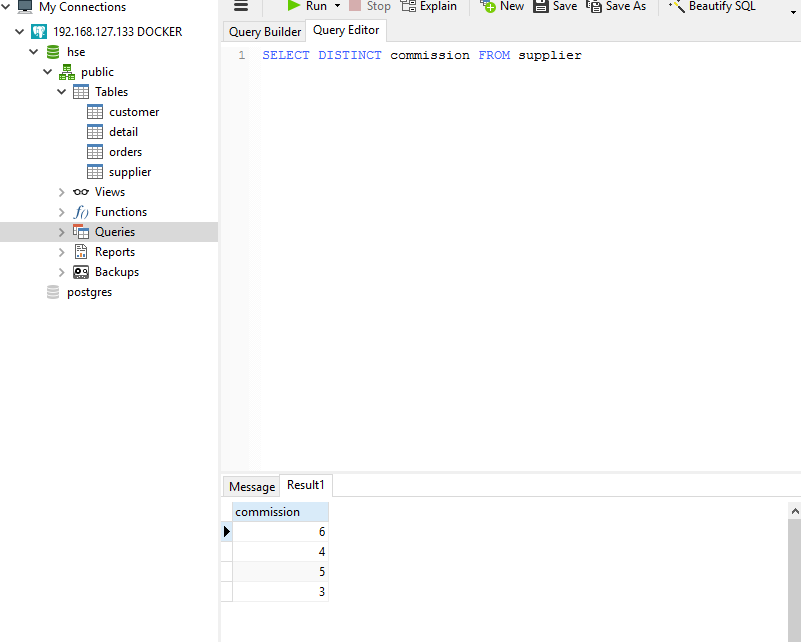 My Connections
192.168.127.133 DOCKER
hse
public
Tables
customer
detail
orders
supplier
Views
f() Functions
Queries
Reports
Backups
postgres
Run Stop Explain New Save Save As Beautify SQL
Query Builder Query Editor
1 SELECT DISTINCT commission FROM supplier
Message Result1
commission
6
4
5
3